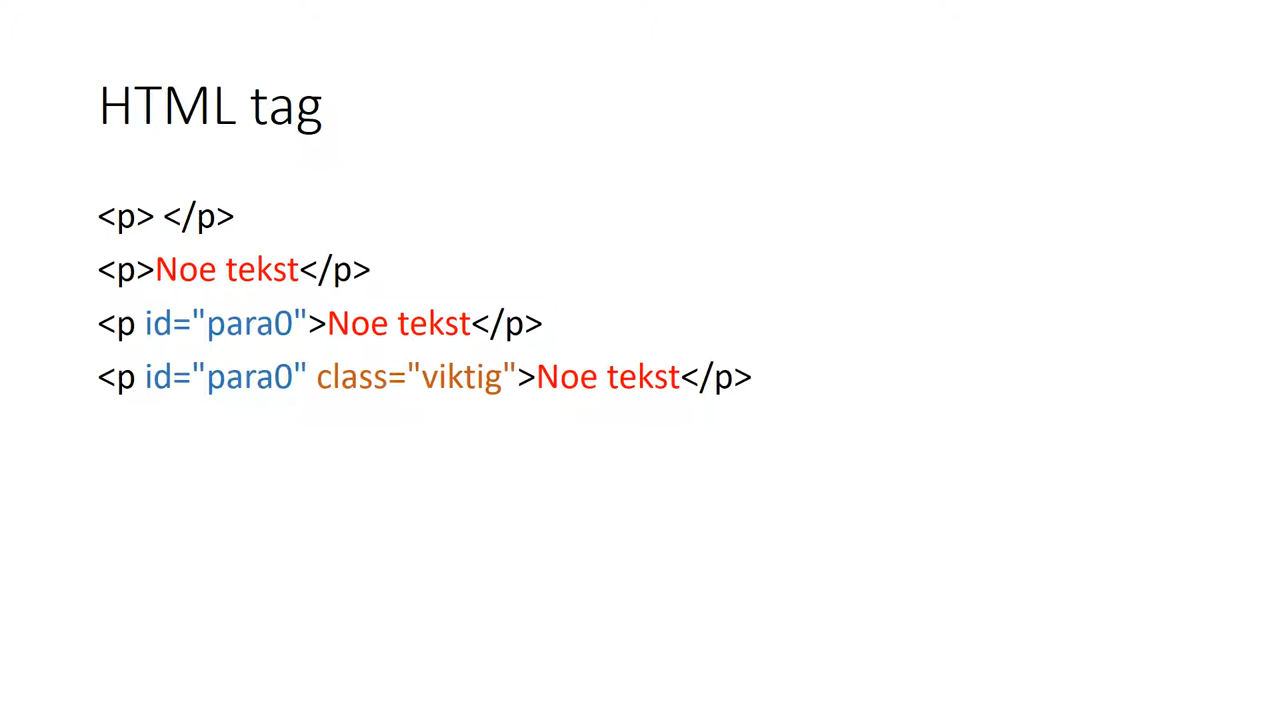 HTML tag
<p> </p>
<p>Noe tekst</p>
<p id="para0">Noe tekst</p>
<p id="para0" class="viktig">Noe tekst</p>